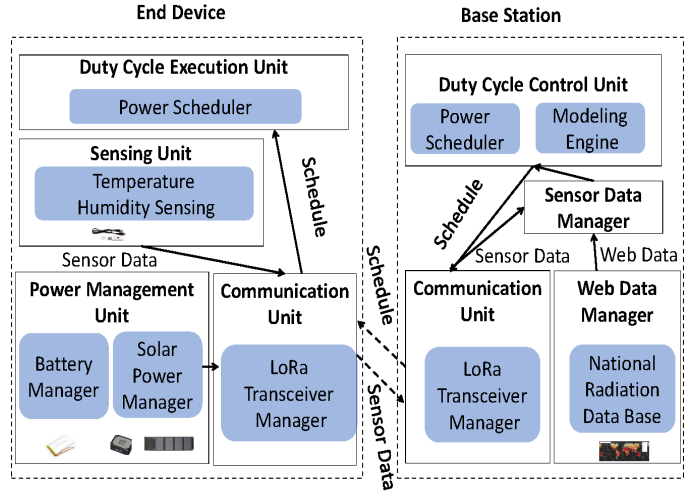 End Device
Duty Cycle Execution Unit
Power Scheduler
Sensing Unit
Temperature
Humidity Sensing
Schedule
Sensor Data
Power Management
Unit
Battery
Manager
Solar
Power
Manager
Communication
Unit
LoRa
Transceiver
Manager
Schedule
Sensor Data
Base Station
Duty Cycle Control Unit
Power
Scheduler
Modeling
Engine
Schedule
Sensor Data
Manager
Sensor Data
Web Data
Communication
Unit
LoRa
Transceiver
Manager
Web Data
Manager
National
Radiation
Data Base